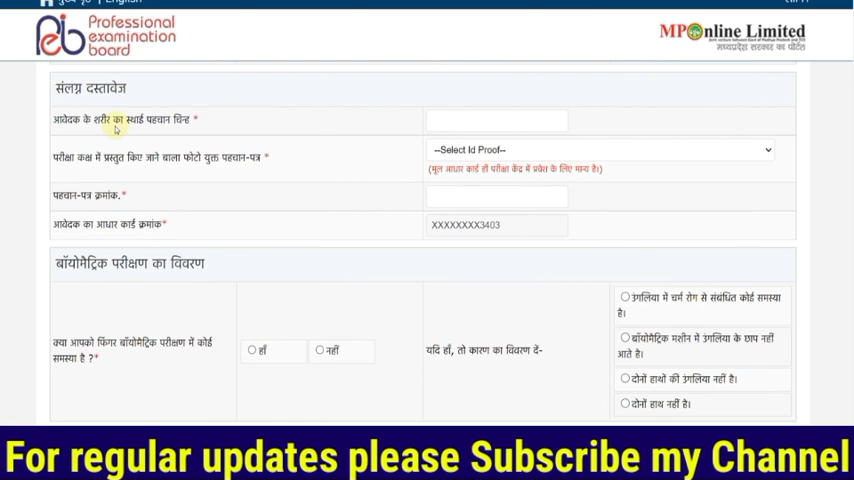 English
Professional
examination
board
MPOnline Limited
मध्यप्रदेश सरकार का पोर्टल
संलग्न दस्तावेज
आवेदक के शरीर का स्थाई पहचान चिन्ह *
परीक्षा कक्ष में प्रस्तुत किए जाने बाला फोटो युक्त पहचान-पत्र *
--Select Id Proof--
(मूल आधार कार्ड ही परीक्षा केंद्र में प्रवेश के लिए मान्य है।)
पहचान-पत्र क्रमांक.*
आवेदक का आधार कार्ड क्रमांक*
XXXXXXXX3403
बॉयोमैट्रिक परीक्षण का विवरण
क्या आपको फिंगर बॉयोमैट्रिक परीक्षण में कोई
समस्या है ?*
हाँ
नहीं
यदि हाँ, तो कारण का विवरण दें-
उंगलिया में चर्म रोग से संबंधित कोई समस्या
है।
बॉयोमैट्रिक मशीन में उंगलिया के छाप नहीं
आते है।
दोनों हाथों की उंगलिया नहीं है।
दोनों हाथ नहीं है।
For regular updates please Subscribe my Channel